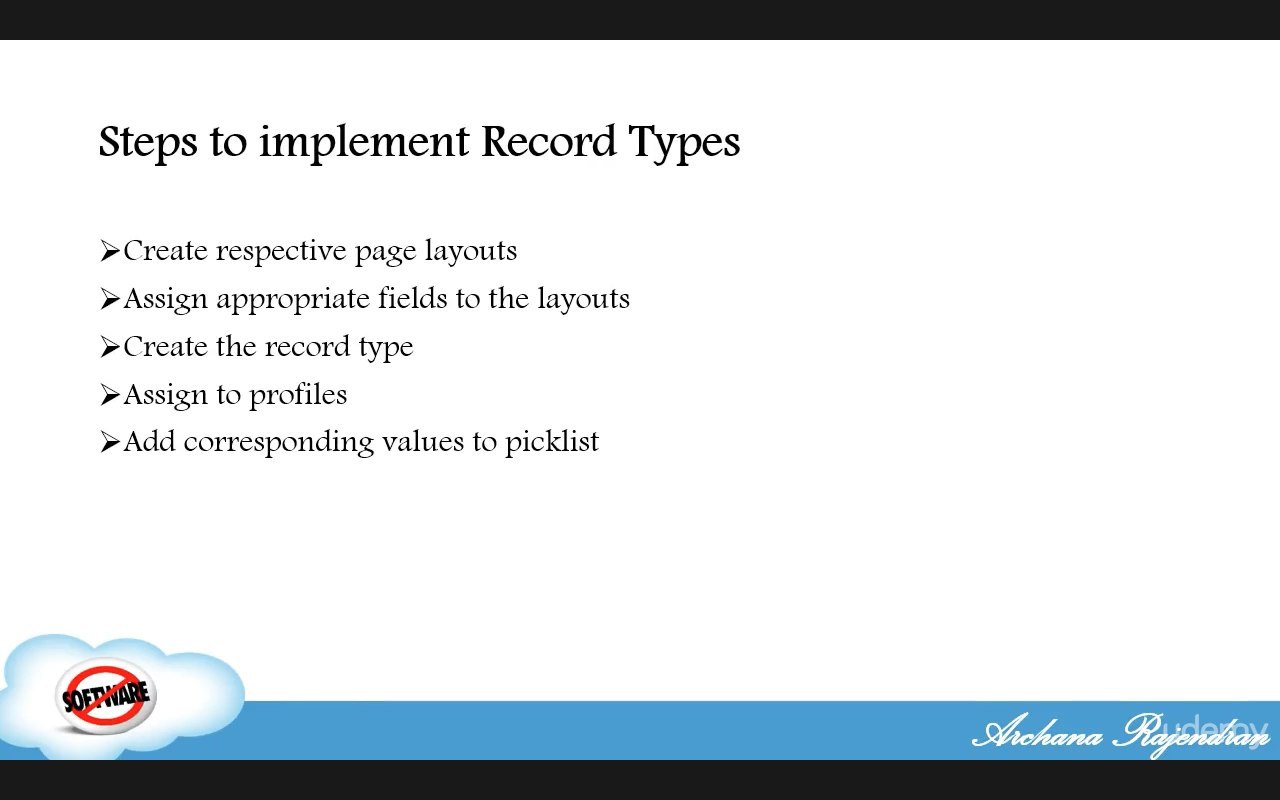 Steps to implement Record Types
➢Create respective page layouts
➢Assign appropriate fields to the layouts
➢Create the record type
➢Assign to profiles
➢Add corresponding values to picklist
SOFTWARE
Archana Rajendran
udemy